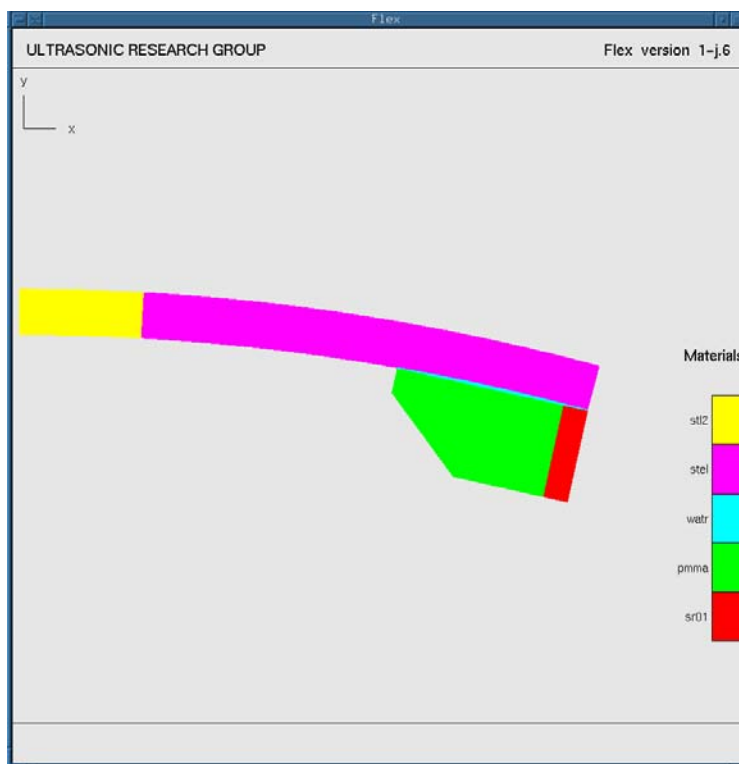 Flex
ULTRASONIC RESEARCH GROUP Flex version 1-j.6
y
x
Materials
stl2
stel
watr
pmma
sr01